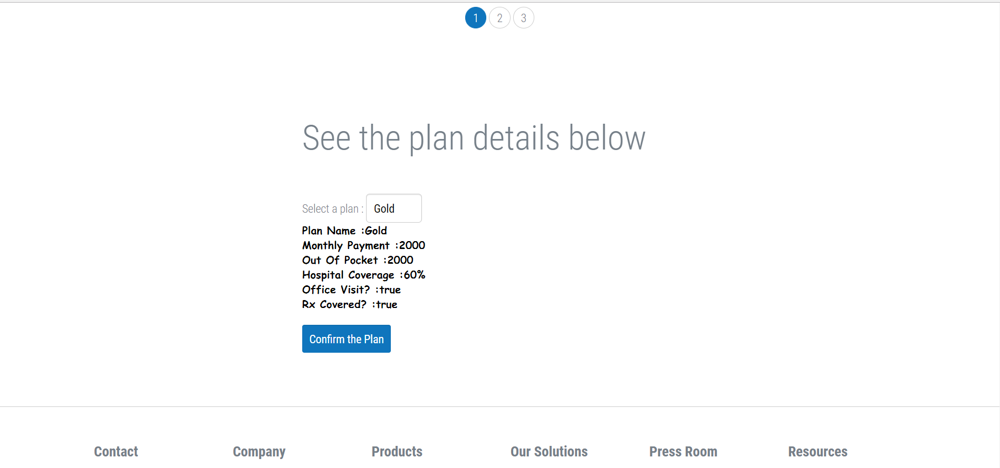 1 2 3
See the plan details below
Select a plan : Gold
Plan Name :Gold
Monthly Payment :2000
Out Of Pocket :2000
Hospital Coverage :60%
Office Visit? :true
Rx Covered? :true
Confirm the Plan
Contact Company Products Our Solutions Press Room Resources